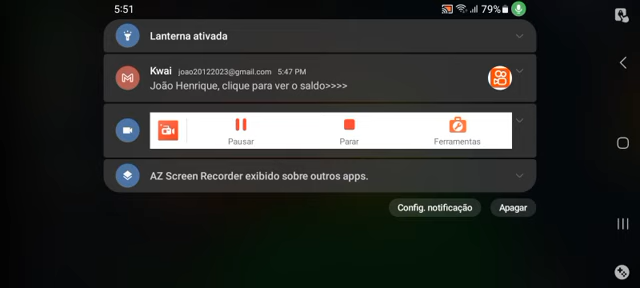 5:51
79%
Lanterna ativada
Kwai joao20122023@gmail.com 5:47 PM
João Henrique, clique para ver o saldo>>>>
Pausar Parar Ferramentas
AZ Screen Recorder exibido sobre outros apps.
Config. notificação Apagar